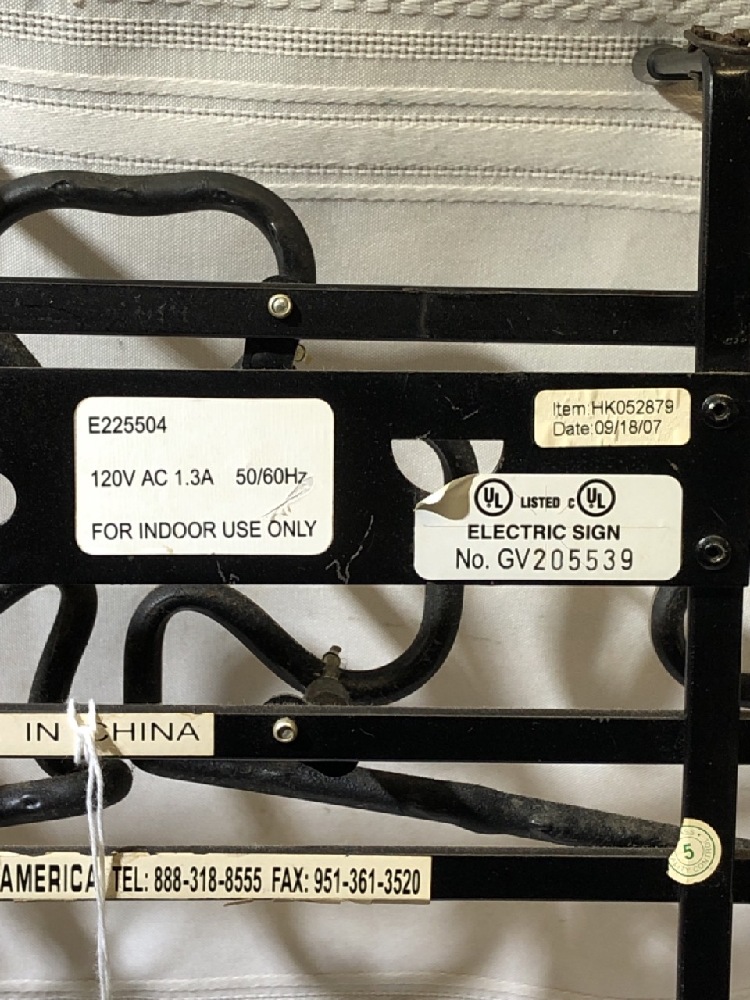 E225504
120V AC 1.3A 50/60Hz
FOR INDOOR USE ONLY
Item:HK052879
Date:09/18/07
UL LISTED C UL
ELECTRIC SIGN
No. GV205539
IN CHINA
AMERICA TEL: 888-318-8555 FAX: 951-361-3520
5